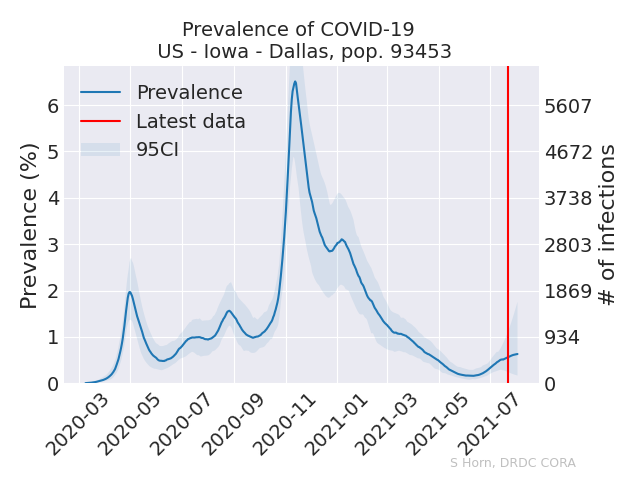 Prevalence of COVID-19
US - Iowa - Dallas, pop. 93453
Prevalence
Latest data
95CI
Prevalence (%)
6
5
4
3
2
1
0
5607
4672
3738
2803
1869
934
0
# of infections
2020-03
2020-05
2020-07
2020-09
2020-11
2021-01
2021-03
2021-05
2021-07
S Horn, DRDC CORA